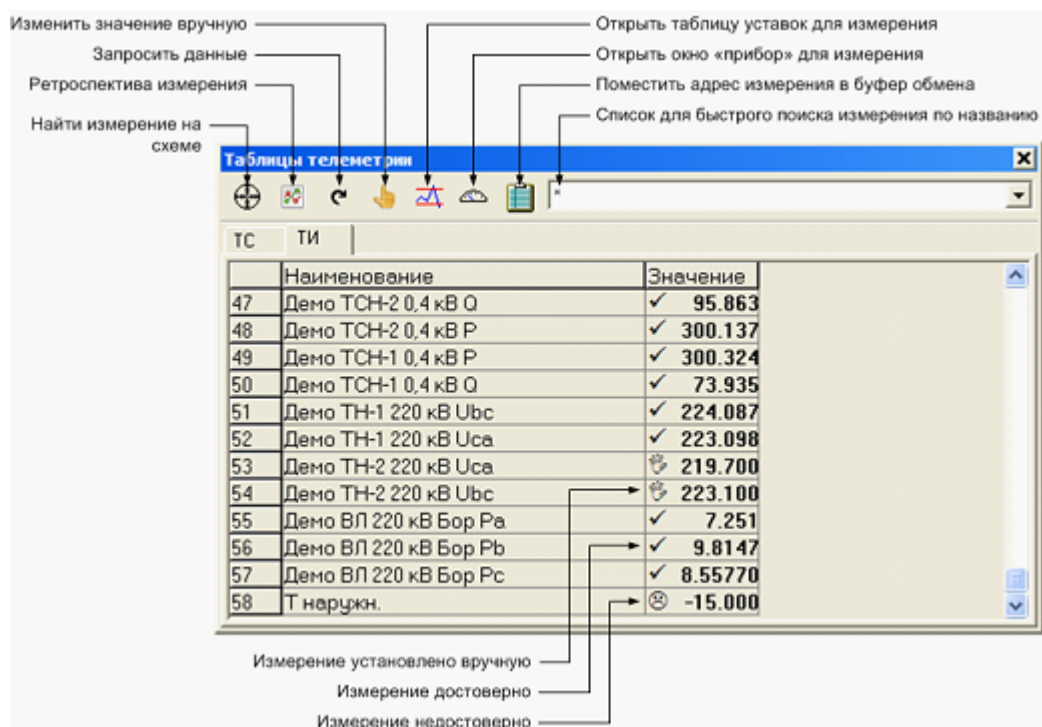 Изменить значение вручную
Открыть таблицу уставок для измерения
Запросить данные
Открыть окно «прибор» для измерения
Ретроспектива измерения
Поместить адрес измерения в буфер обмена
Найти измерение на
схеме
Список для быстрого поиска измерения по названию
Таблицы телеметрии
*
ТС ТИ
Наименование Значение
47 Демо ТСН-2 0,4 кВ Q 95.863
48 Демо ТСН-2 0,4 кВ P 300.137
49 Демо ТСН-1 0,4 кВ P 300.324
50 Демо ТСН-1 0,4 кВ Q 73.935
51 Демо ТН-1 220 кВ Ubc 224.087
52 Демо ТН-1 220 кВ Uca 223.098
53 Демо ТН-2 220 кВ Uca 219.700
54 Демо ТН-2 220 кВ Ubc 223.100
55 Демо ВЛ 220 кВ Бор Pa 7.251
56 Демо ВЛ 220 кВ Бор Pb 9.8147
57 Демо ВЛ 220 кВ Бор Pc 8.55770
58 Т наружн. -15.000
Измерение установлено вручную
Измерение достоверно
Измерение недостоверно